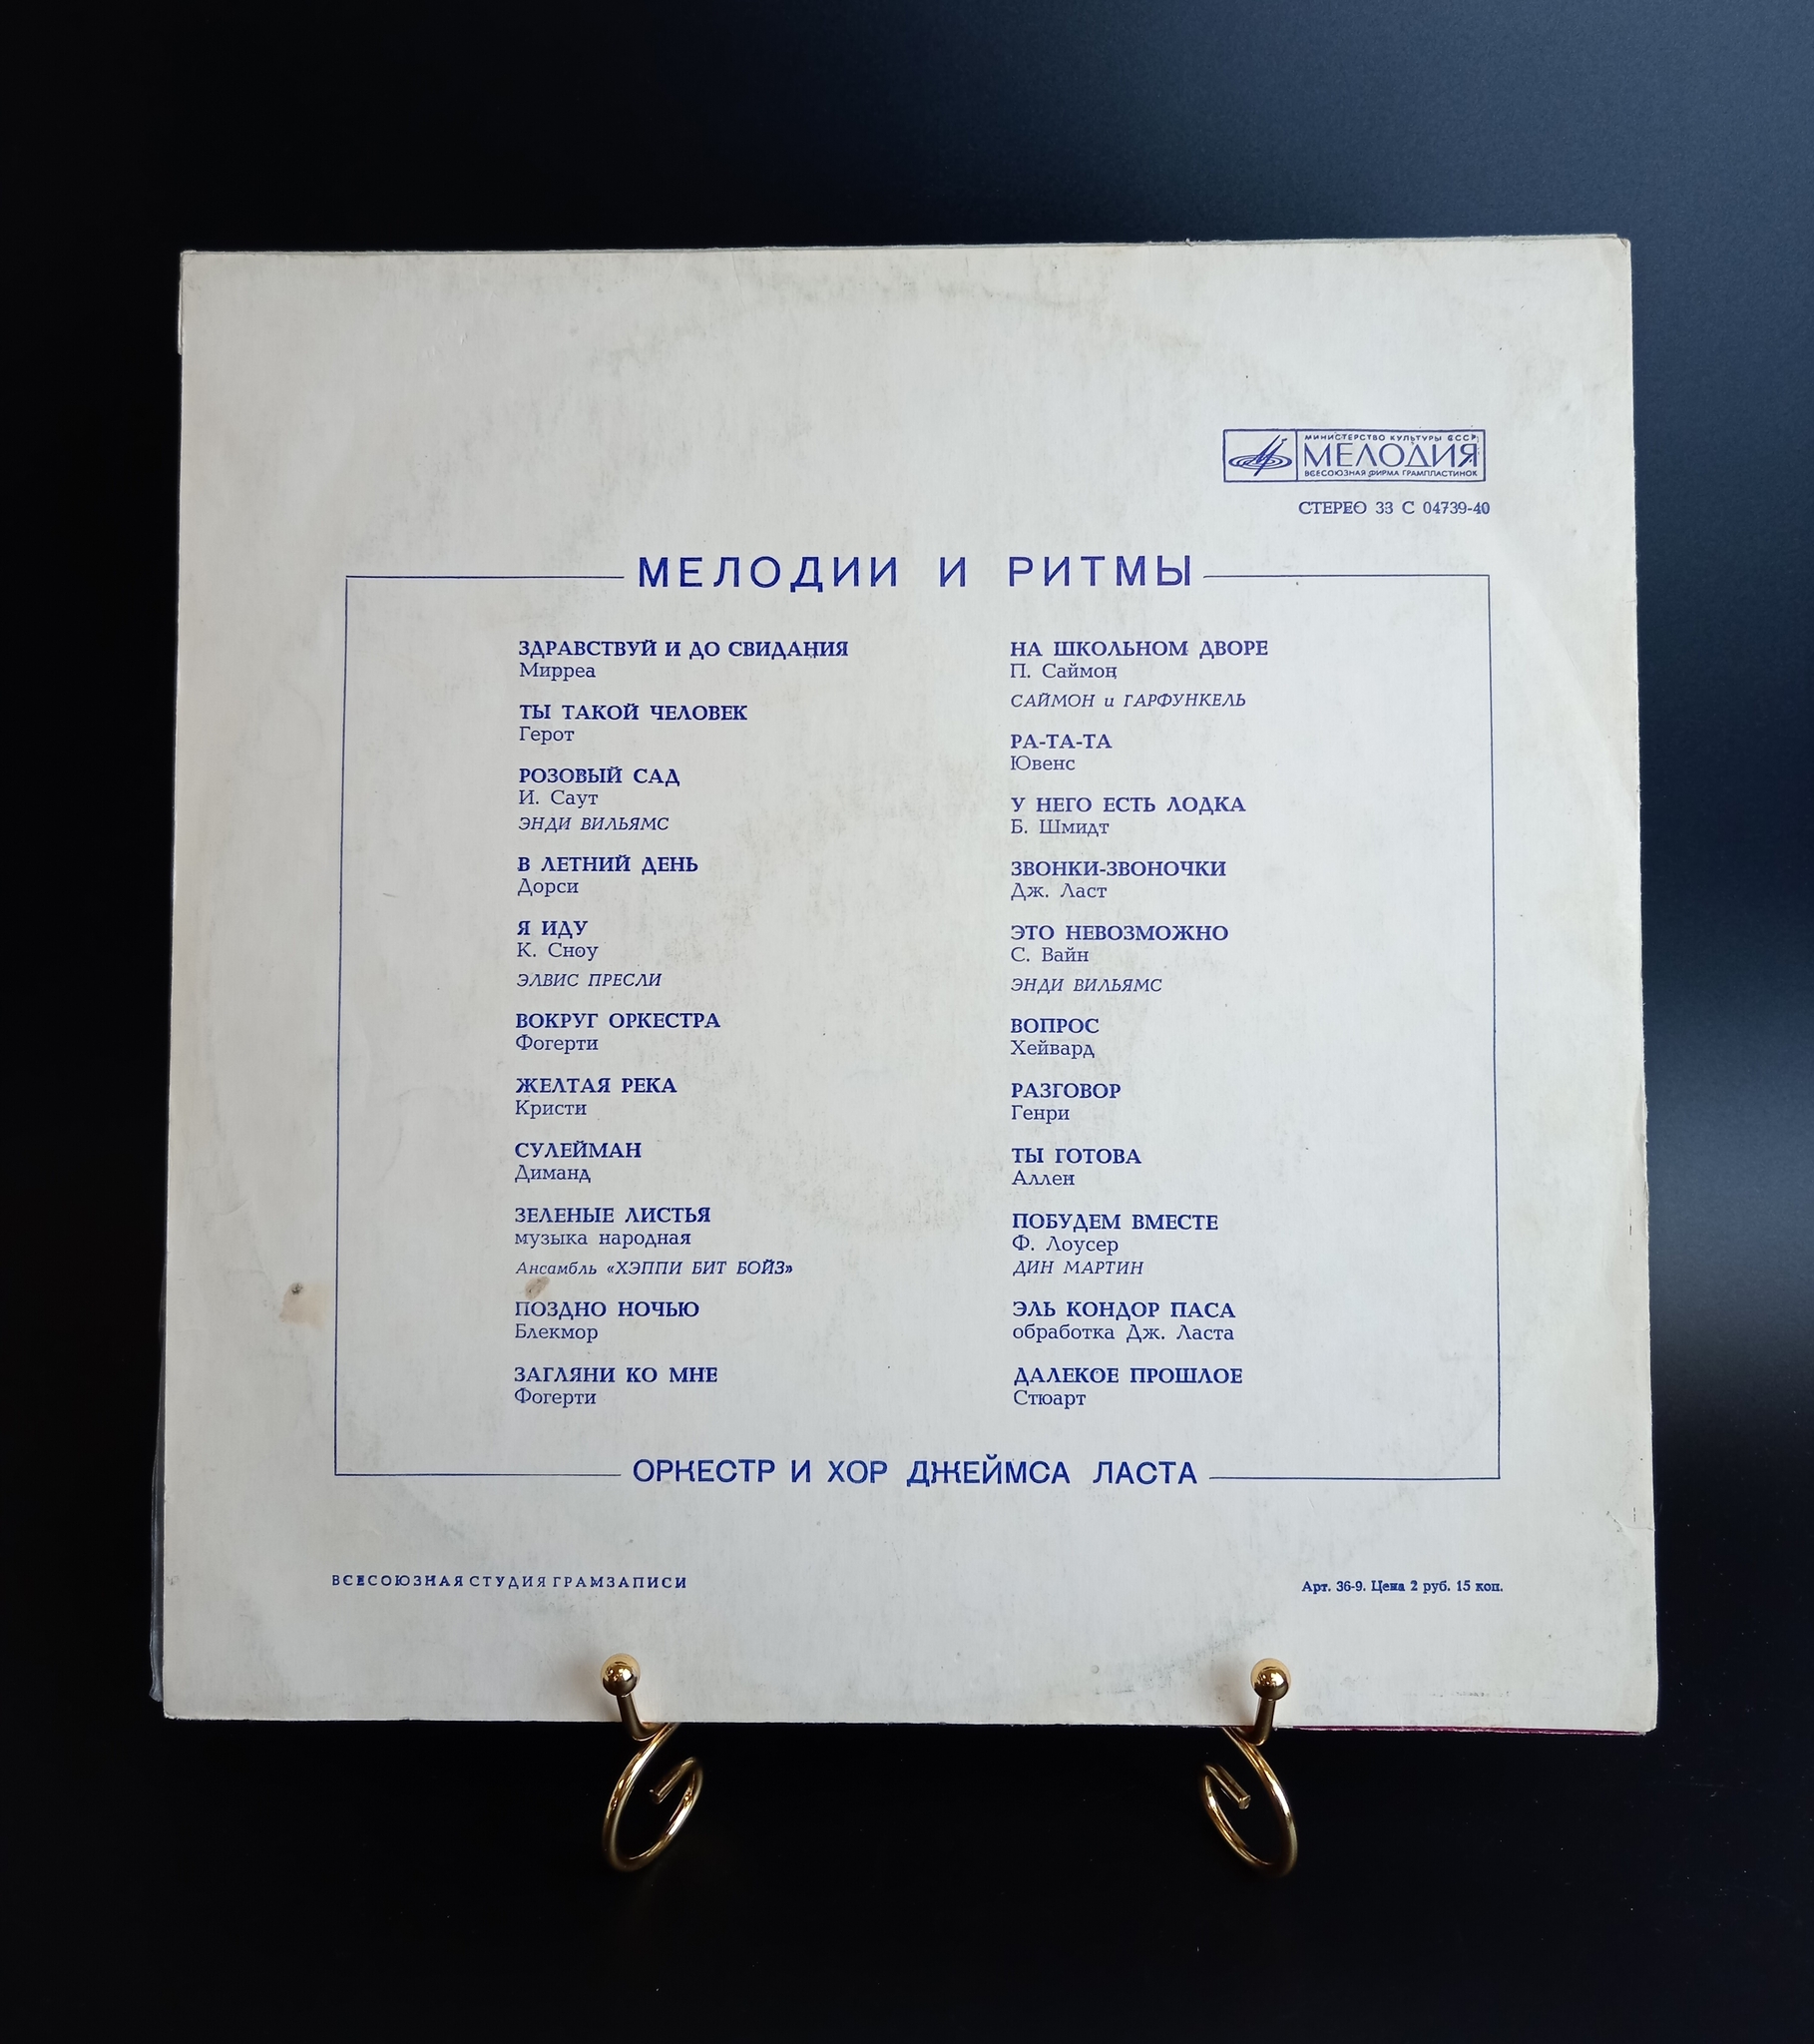 МИНИСТЕРСТВО КУЛЬТУРЫ СССР
МЕЛОДИЯ
ВСЕСОЮЗНАЯ ФИРМА ГРАМПЛАСТИНОК
СТЕРЕО 33 С 04739-40
МЕЛОДИИ И РИТМЫ
ЗДРАВСТВУЙ И ДО СВИДАНИЯ
Мирреа
ТЫ ТАКОЙ ЧЕЛОВЕК
Герот
РОЗОВЫЙ САД
И. Саут
ЭНДИ ВИЛЬЯМС
В ЛЕТНИЙ ДЕНЬ
Дорси
Я ИДУ
К. Сноу
ЭЛВИС ПРЕСЛИ
ВОКРУГ ОРКЕСТРА
Фогерти
ЖЕЛТАЯ РЕКА
Кристи
СУЛЕЙМАН
Диманд
ЗЕЛЕНЫЕ ЛИСТЬЯ
музыка народная
Ансамбль «ХЭППИ БИТ БОЙЗ»
ПОЗДНО НОЧЬЮ
Блекмор
ЗАГЛЯНИ КО МНЕ
Фогерти
НА ШКОЛЬНОМ ДВОРЕ
П. Саймон
САЙМОН и ГАРФУНКЕЛЬ
РА-ТА-ТА
Ювенс
У НЕГО ЕСТЬ ЛОДКА
Б. Шмидт
ЗВОНКИ-ЗВОНОЧКИ
Дж. Ласт
ЭТО НЕВОЗМОЖНО
С. Вайн
ЭНДИ ВИЛЬЯМС
ВОПРОС
Хейвард
РАЗГОВОР
Генри
ТЫ ГОТОВА
Аллен
ПОБУДЕМ ВМЕСТЕ
Ф. Лоусер
ДИН МАРТИН
ЭЛЬ КОНДОР ПАСА
обработка Дж. Ласта
ДАЛЕКОЕ ПРОШЛОЕ
Стюарт
ОРКЕСТР И ХОР ДЖЕЙМСА ЛАСТА
ВСЕСОЮЗНАЯ СТУДИЯ ГРАМЗАПИСИ
Арт. 36-9. Цена 2 руб. 15 коп.